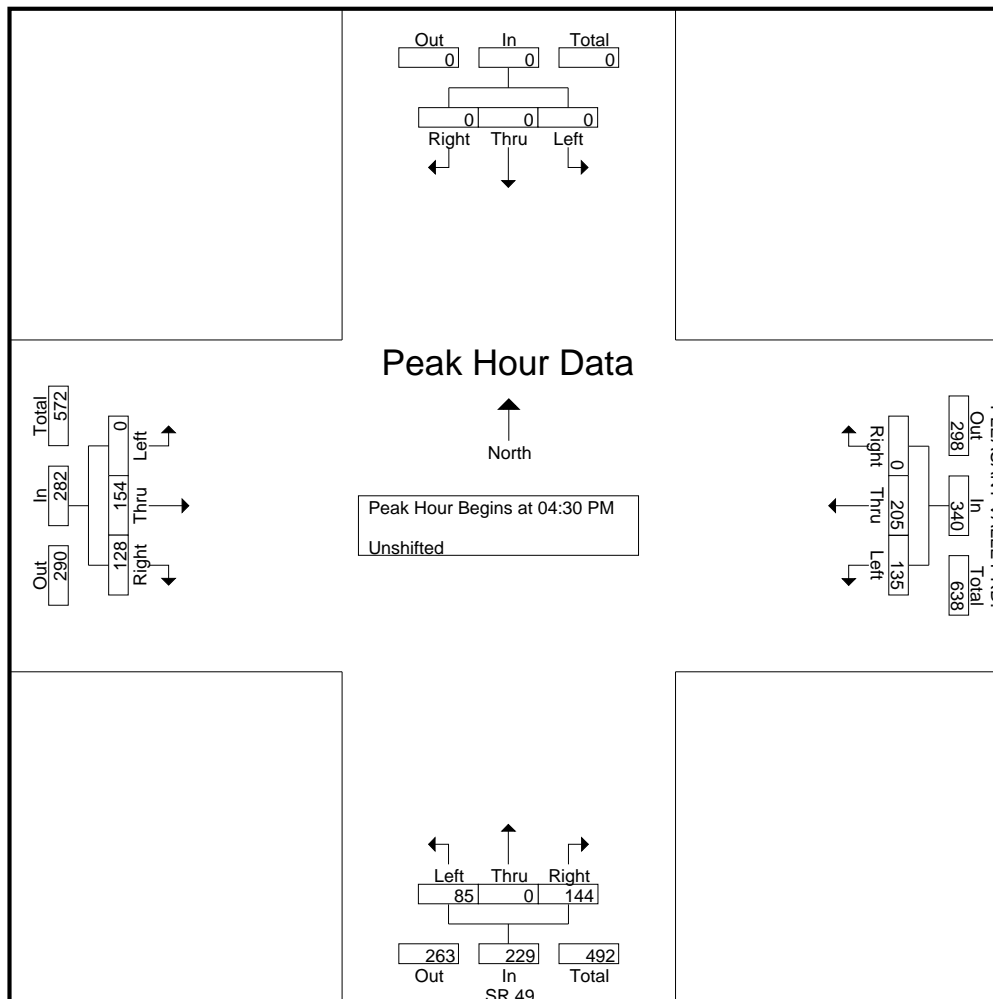 Out In Total
0 0 0
0 0 0
Right Thru Left
Peak Hour Data
North
Peak Hour Begins at 04:30 PM
Unshifted
Total In Out
572 282 290
0 154 128
Left Thru Right
Out In Total
298 340 638
0 205 135
Right Thru Left
Left Thru Right
85 0 144
263 229 492
Out In Total
SR 49